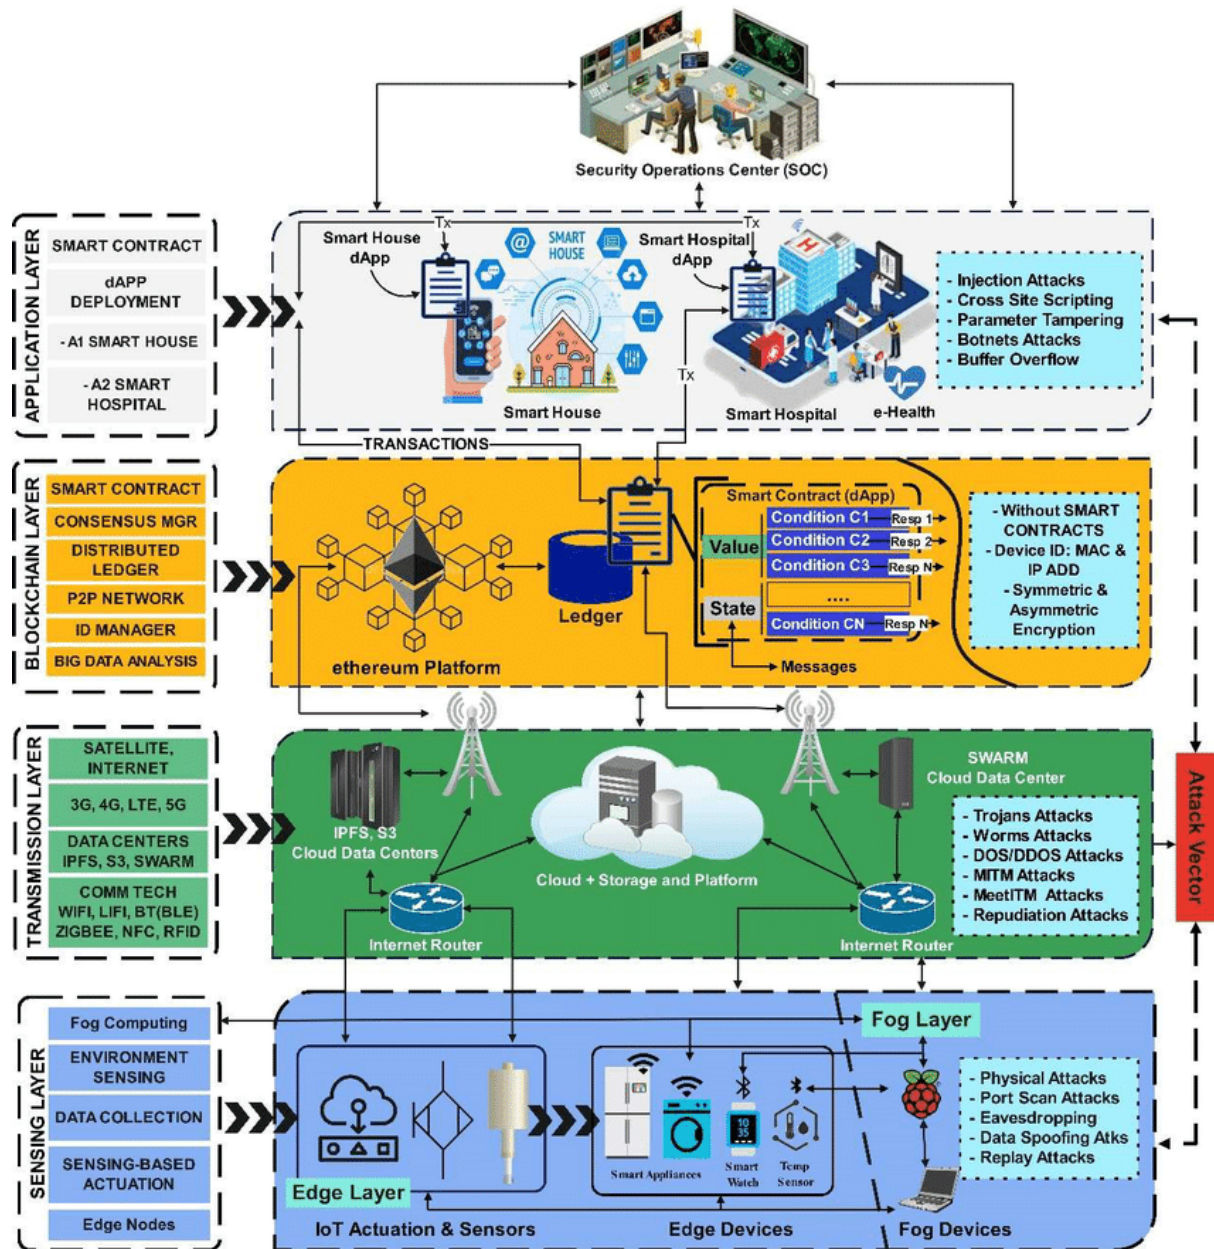 Security Operations Center (SOC)
APPLICATION LAYER
SMART CONTRACT
dAPP
DEPLOYMENT
- A1 SMART HOUSE
- A2 SMART
HOSPITAL
Tx
Smart House
dApp
@
SMART
HOUSE
Smart House
Tx
Smart Hospital
dApp
H
Tx
Smart Hospital
e-Health
- Injection Attacks
- Cross Site Scripting
- Parameter Tampering
- Botnets Attacks
- Buffer Overflow
TRANSACTIONS
BLOCKCHAIN LAYER
SMART CONTRACT
CONSENSUS MGR
DISTRIBUTED
LEDGER
P2P NETWORK
ID MANAGER
BIG DATA ANALYSIS
ethereum Platform
Ledger
Smart Contract (dApp)
Value
State
Condition C1
Resp 1
Condition C2
Resp 2
Condition C3
Resp N
....
Condition CN
Resp N
Messages
- Without SMART
CONTRACTS
- Device ID: MAC &
IP ADD
- Symmetric &
Asymmetric
Encryption
TRANSMISSION LAYER
SATELLITE,
INTERNET
3G, 4G, LTE, 5G
DATA CENTERS
IPFS, S3, SWARM
COMM TECH
WIFI, LIFI, BT(BLE)
ZIGBEE, NFC, RFID
IPFS, S3
Cloud Data Centers
Internet Router
Cloud + Storage and Platform
SWARM
Cloud Data Center
Internet Router
- Trojans Attacks
- Worms Attacks
- DOS/DDOS Attacks
- MITM Attacks
- MeetITM Attacks
- Repudiation Attacks
Attack Vector
SENSING LAYER
Fog Computing
ENVIRONMENT
SENSING
DATA COLLECTION
SENSING-BASED
ACTUATION
Edge Nodes
Edge Layer
IoT Actuation & Sensors
Smart Appliances
10
35
Smart
Watch
Temp
Sensor
Edge Devices
Fog Layer
Fog Devices
- Physical Attacks
- Port Scan Attacks
- Eavesdropping
- Data Spoofing Atks
- Replay Attacks